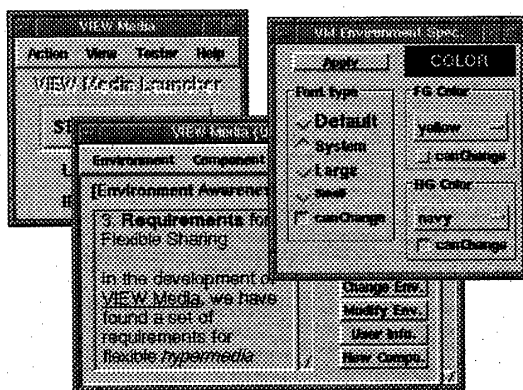 VIEW Media
Action View Tester Help
VIEW Media Launcher
VIEW Media
Environment Component
[Environment Awareness
3. Requirements for
Flexible Sharing
In the development of
VIEW Media, we have
found a set of
requirements for
flexible hypermedia
Change Env.
Modify Env.
User Info.
New Compo.
VM Environment Spec.
Apply
COLOR
Font type
Default
System
Large
Small
canChange
FG Color
yellow
canChange
BG Color
navy
canChange